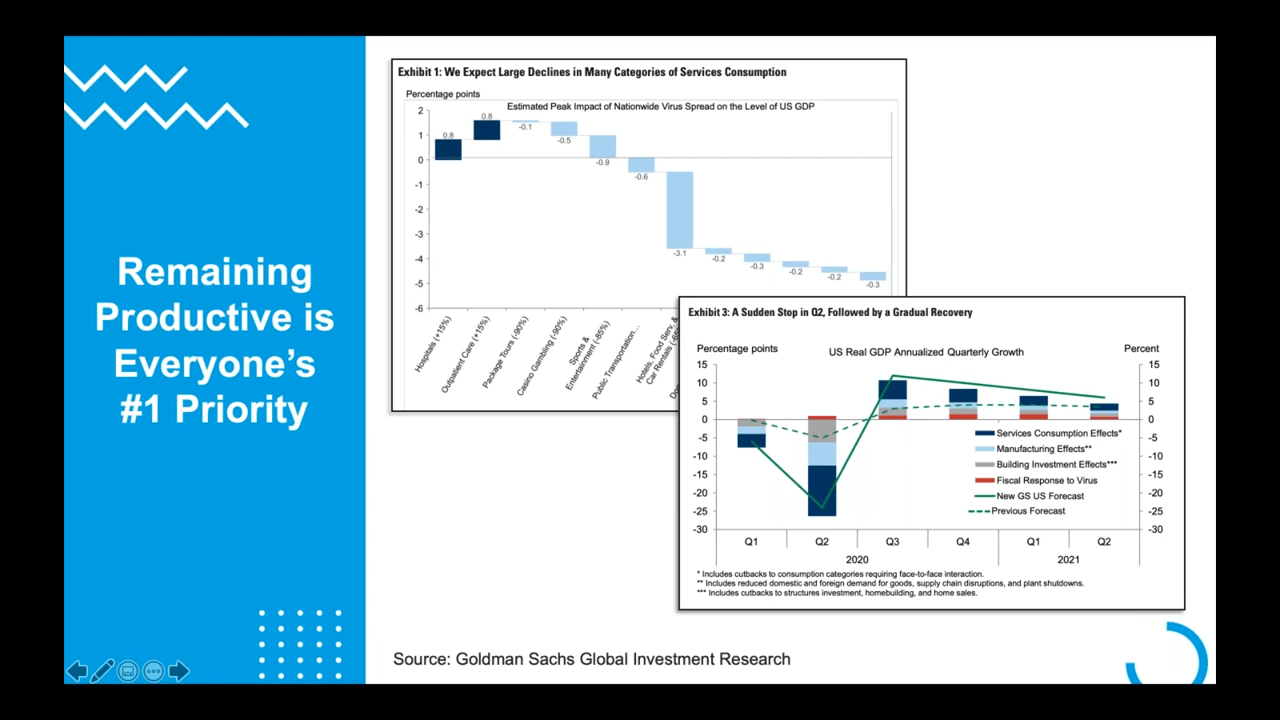 Remaining
Productive is
Everyone’s
#1 Priority
Exhibit 1: We Expect Large Declines in Many Categories of Services Consumption
Percentage points
Estimated Peak Impact of Nationwide Virus Spread on the Level of US GDP
2
1
0
-1
-2
-3
-4
-5
-6
0.8
0.8
-0.1
-0.5
-0.9
-0.6
-3.1
-0.2
-0.3
-0.2
-0.2
-0.3
Hospitals (+15%)
Outpatient Care (+15%)
Package Tours (-90%)
Casino Gambling (-90%)
Sports &
Entertainment (-85%)
Public Transportation...
Hotels, Food Serv, &
Car Rentals
Exhibit 3: A Sudden Stop in Q2, Followed by a Gradual Recovery
Percentage points
US Real GDP Annualized Quarterly Growth
Percent
15
10
5
0
-5
-10
-15
-20
-25
-30
15
10
5
0
-5
-10
-15
-20
-25
-30
Services Consumption Effects*
Manufacturing Effects**
Building Investment Effects***
Fiscal Response to Virus
New GS US Forecast
Previous Forecast
Q1 Q2 Q3 Q4 Q1 Q2
2020 2021
* Includes cutbacks to consumption categories requiring face-to-face interaction.
** Includes reduced domestic and foreign demand for goods, supply chain disruptions, and plant shutdowns.
*** Includes cutbacks to structures investment, homebuilding, and home sales.
Source: Goldman Sachs Global Investment Research